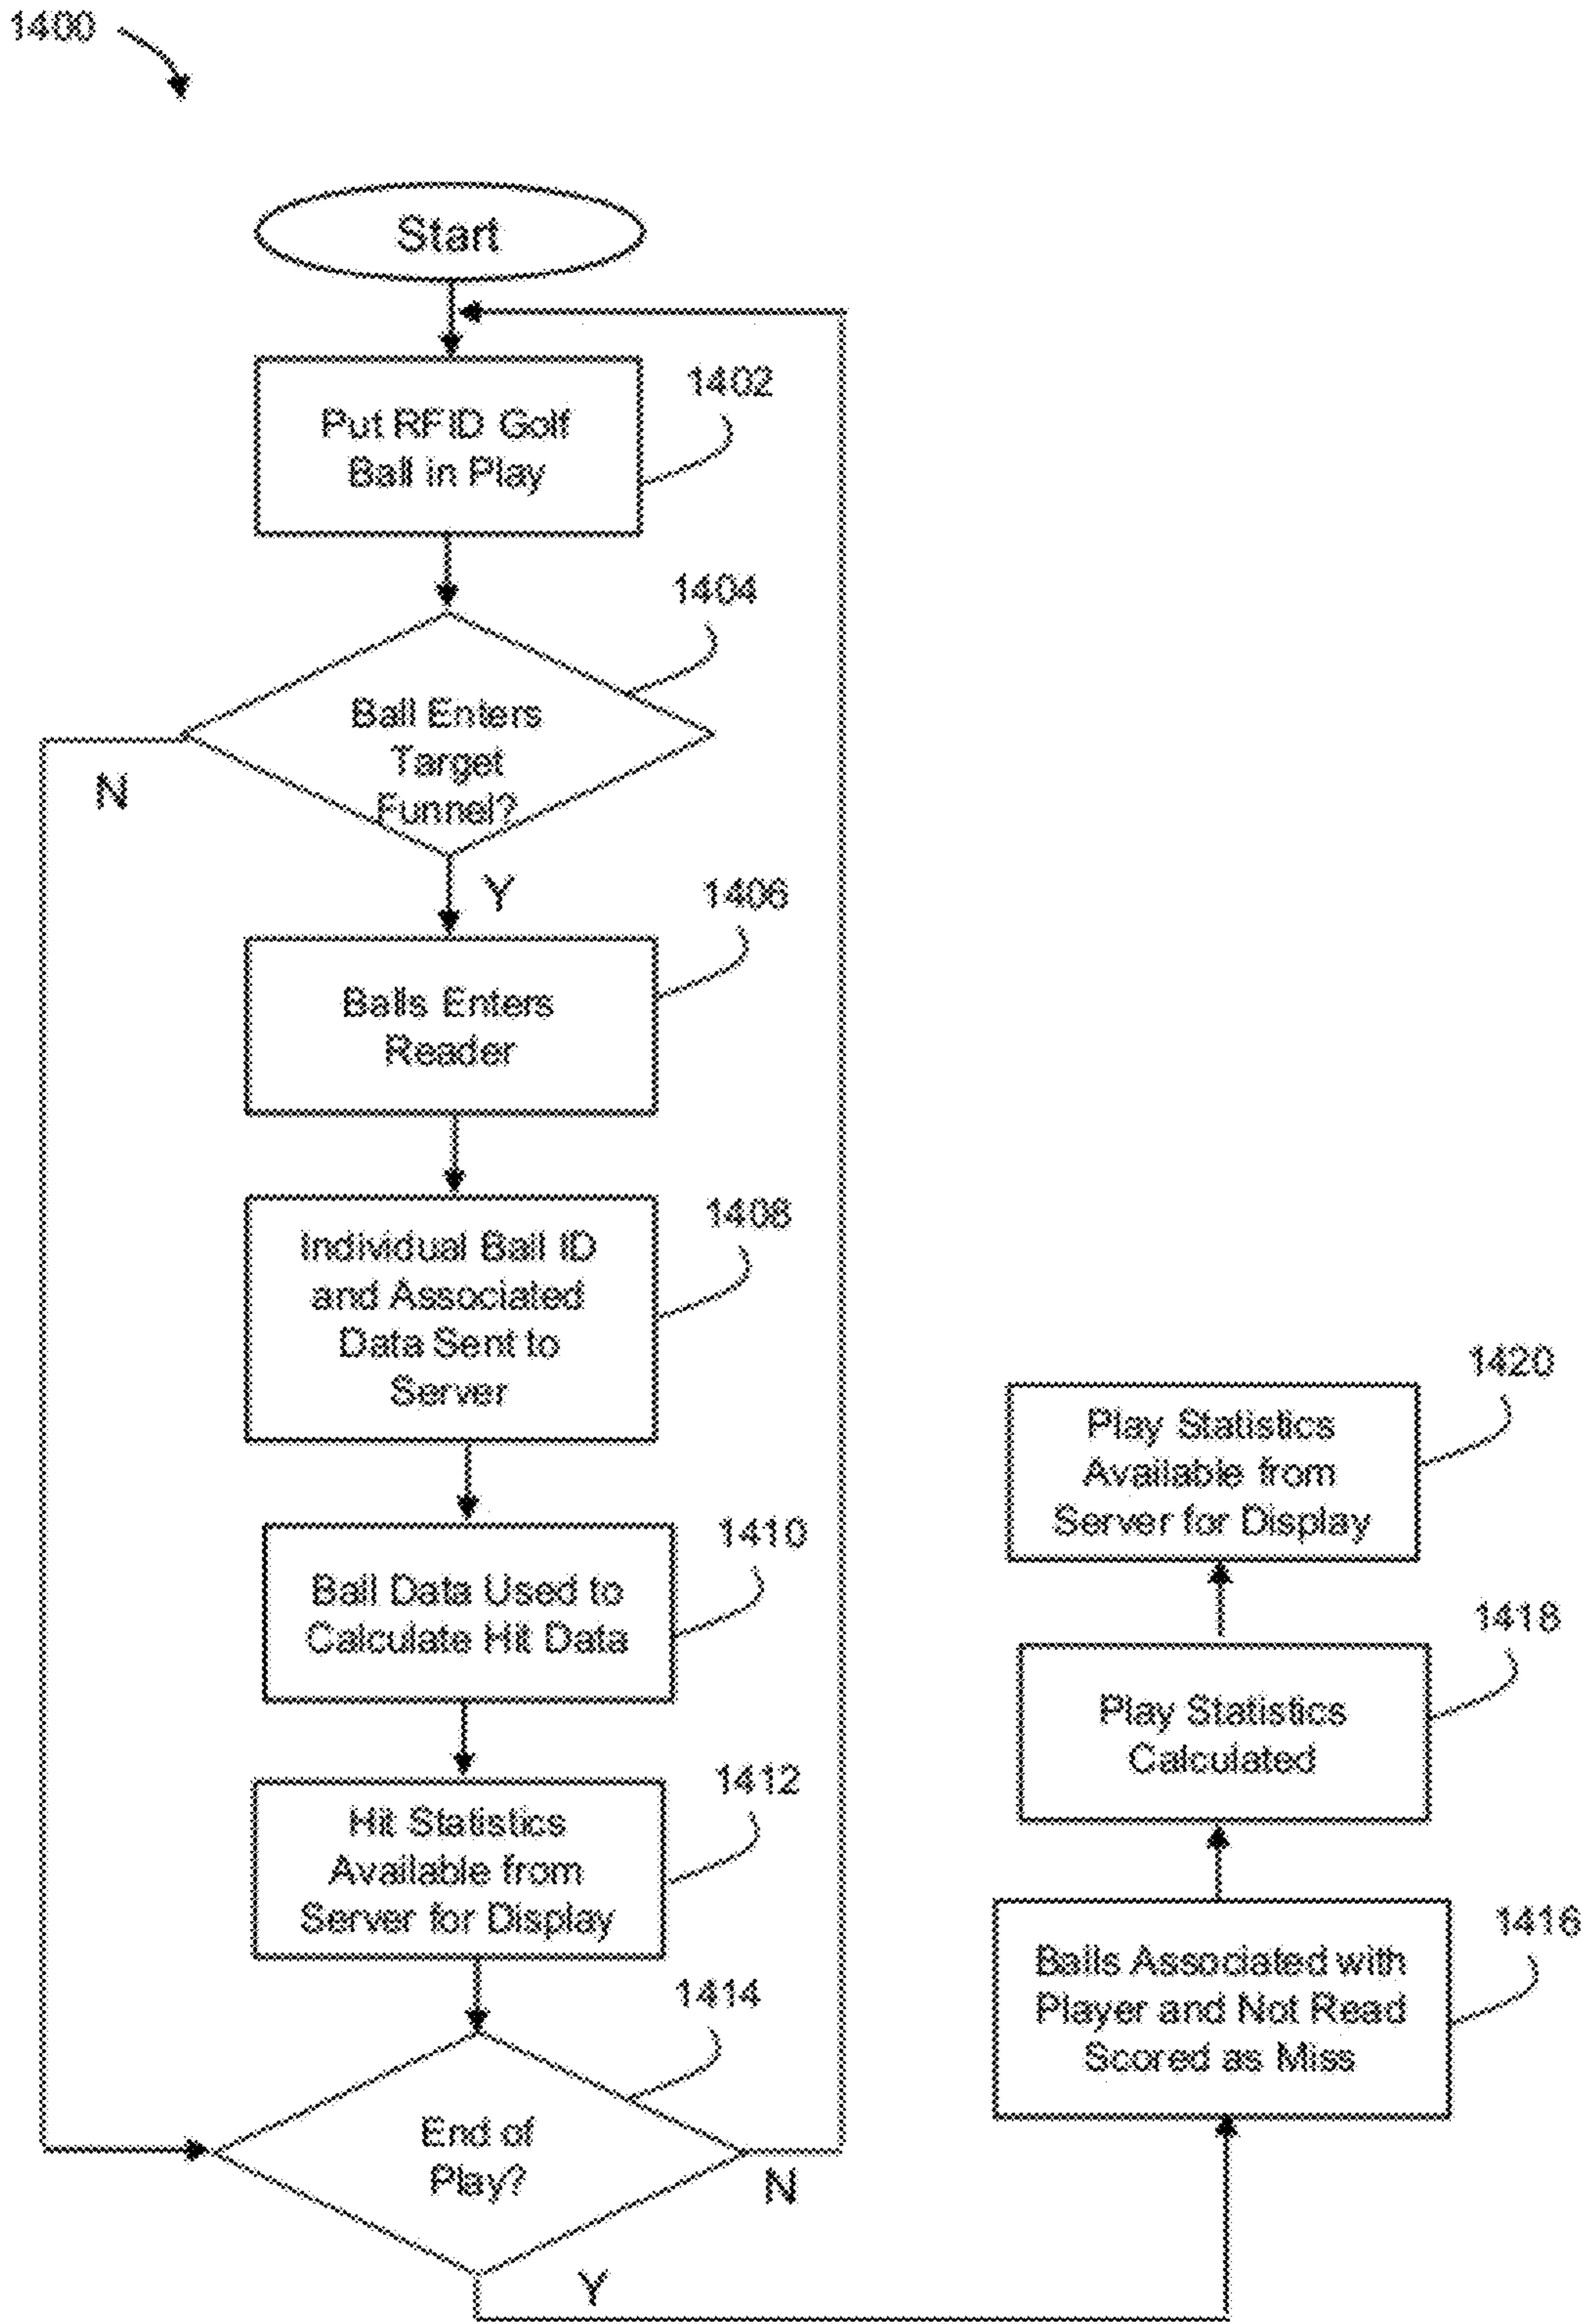 1400
Start
1402
Put RFID Golf
Ball in Play
1404
Ball Enters
Target
Funnel?
N
Y
1406
Balls Enters
Reader
1408
Individual Ball ID
and Associated
Data Sent to
Server
1410
Ball Data Used to
Calculate Hit Data
1412
Hit Statistics
Available from
Server for Display
1414
End of
Play?
N
Y
1416
Balls Associated with
Player and Not Read
Scored as Miss
1418
Play Statistics
Calculated
1420
Play Statistics
Available from
Server for Display